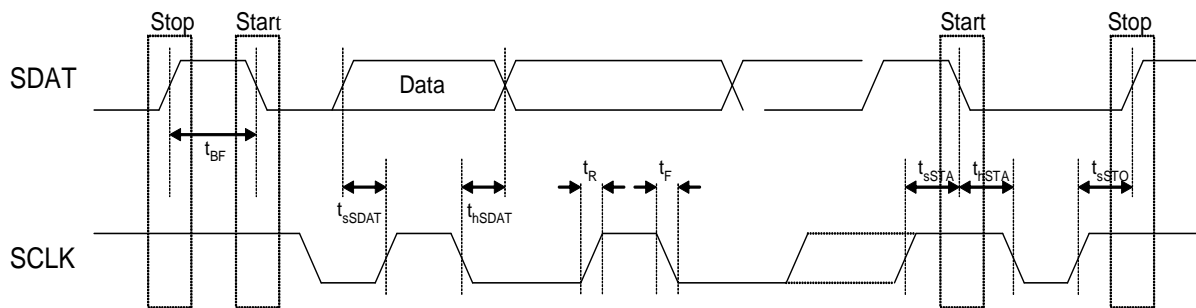 Stop Start Start Stop
SDAT Data
tBF
tR tF tsSTA thSTA tsSTO
tsSDAT thSDAT
SCLK